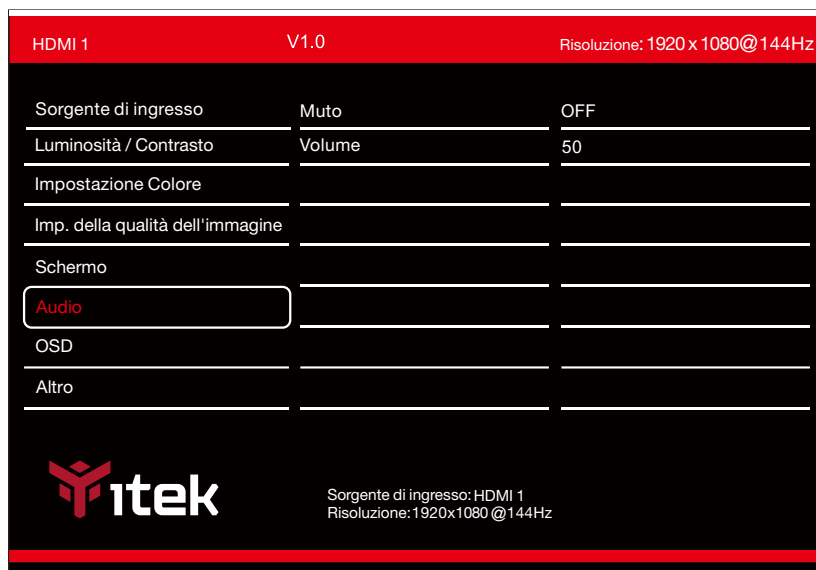 HDMI 1 V1.0 Risoluzione: 1920 x 1080@144Hz
Sorgente di ingresso Muto OFF
Luminosità / Contrasto Volume 50
Impostazione Colore
Imp. della qualità dell'immagine
Schermo
Audio
OSD
Altro
itek
Sorgente di ingresso: HDMI 1
Risoluzione:1920x1080 @144Hz